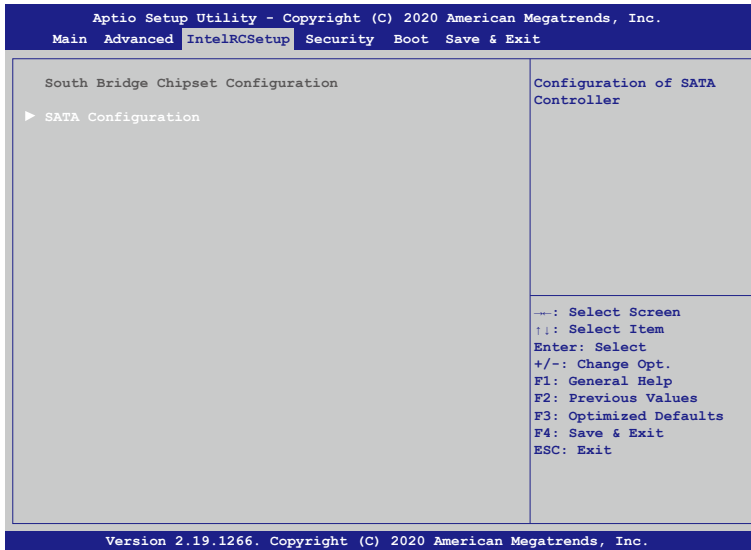 Aptio Setup Utility - Copyright (C) 2020 American Megatrends, Inc.
Main Advanced IntelRCSetup Security Boot Save & Exit
South Bridge Chipset Configuration
► SATA Configuration
Configuration of SATA
Controller
→←: Select Screen
↑↓: Select Item
Enter: Select
+/-: Change Opt.
F1: General Help
F2: Previous Values
F3: Optimized Defaults
F4: Save & Exit
ESC: Exit
Version 2.19.1266. Copyright (C) 2020 American Megatrends, Inc.